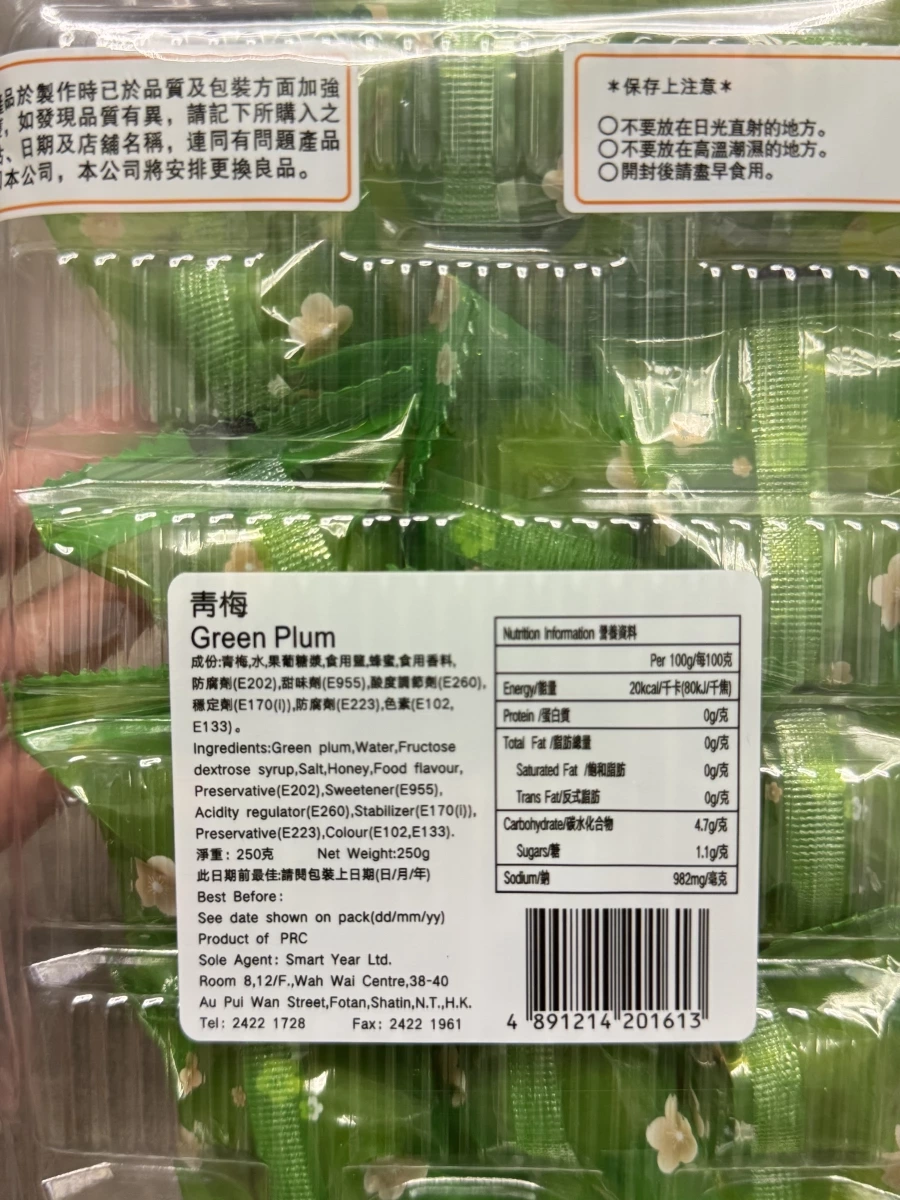 品於製作時已於品質及包裝方面加強
，如發現品質有異，請記下所購入之
、日期及店舖名稱，連同有問題產品
本公司，本公司將安排更換良品。
＊保存上注意＊
○不要放在日光直射的地方。
○不要放在高溫潮濕的地方。
○開封後請盡早食用。
青梅
Green Plum
成份:青梅,水,果葡糖漿,食用鹽,蜂蜜,食用香料,
防腐劑(E202),甜味劑(E955),酸度調節劑(E260),
穩定劑(E170(i)),防腐劑(E223),色素(E102,
E133)。
Ingredients:Green plum,Water,Fructose
dextrose syrup,Salt,Honey,Food flavour,
Preservative(E202),Sweetener(E955),
Acidity regulator(E260),Stabilizer(E170(i)),
Preservative(E223),Colour(E102,E133).
淨重：250克 Net Weight:250g
此日期前最佳:請閱包裝上日期(日/月/年)
Best Before:
See date shown on pack(dd/mm/yy)
Product of PRC
Sole Agent: Smart Year Ltd.
Room 8,12/F.,Wah Wai Centre,38-40
Au Pui Wan Street,Fotan,Shatin,N.T.,H.K.
Tel: 2422 1728 Fax: 2422 1961
Nutrition Information 營養資料
Per 100g/每100克
Energy/能量 20kcal/千卡(80kJ/千焦)
Protein /蛋白質 0g/克
Total Fat /脂肪總量 0g/克
Saturated Fat /飽和脂肪 0g/克
Trans Fat/反式脂肪 0g/克
Carbohydrate/碳水化合物 4.7g/克
Sugars/糖 1.1g/克
Sodium/鈉 982mg/毫克
4 891214 201613